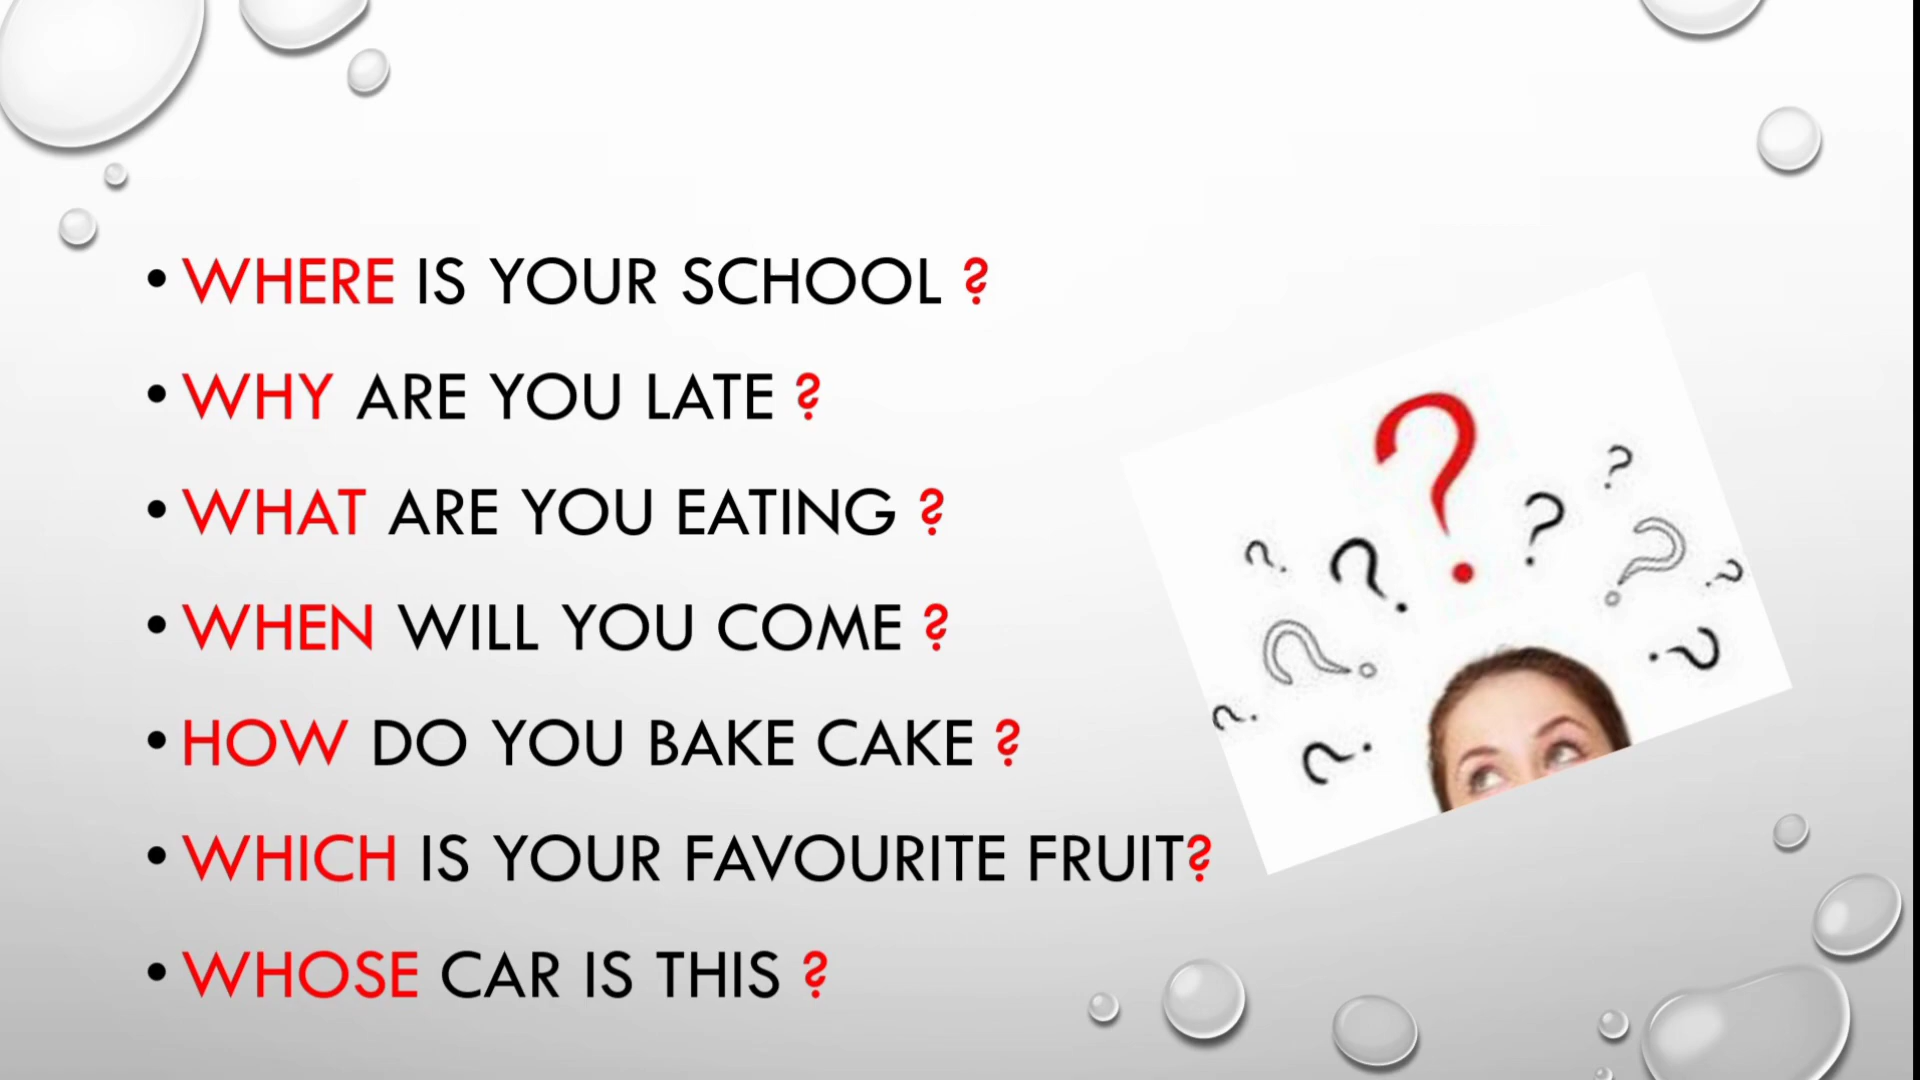 • WHERE IS YOUR SCHOOL ?
• WHY ARE YOU LATE ?
• WHAT ARE YOU EATING ?
• WHEN WILL YOU COME ?
• HOW DO YOU BAKE CAKE ?
• WHICH IS YOUR FAVOURITE FRUIT?
• WHOSE CAR IS THIS ?